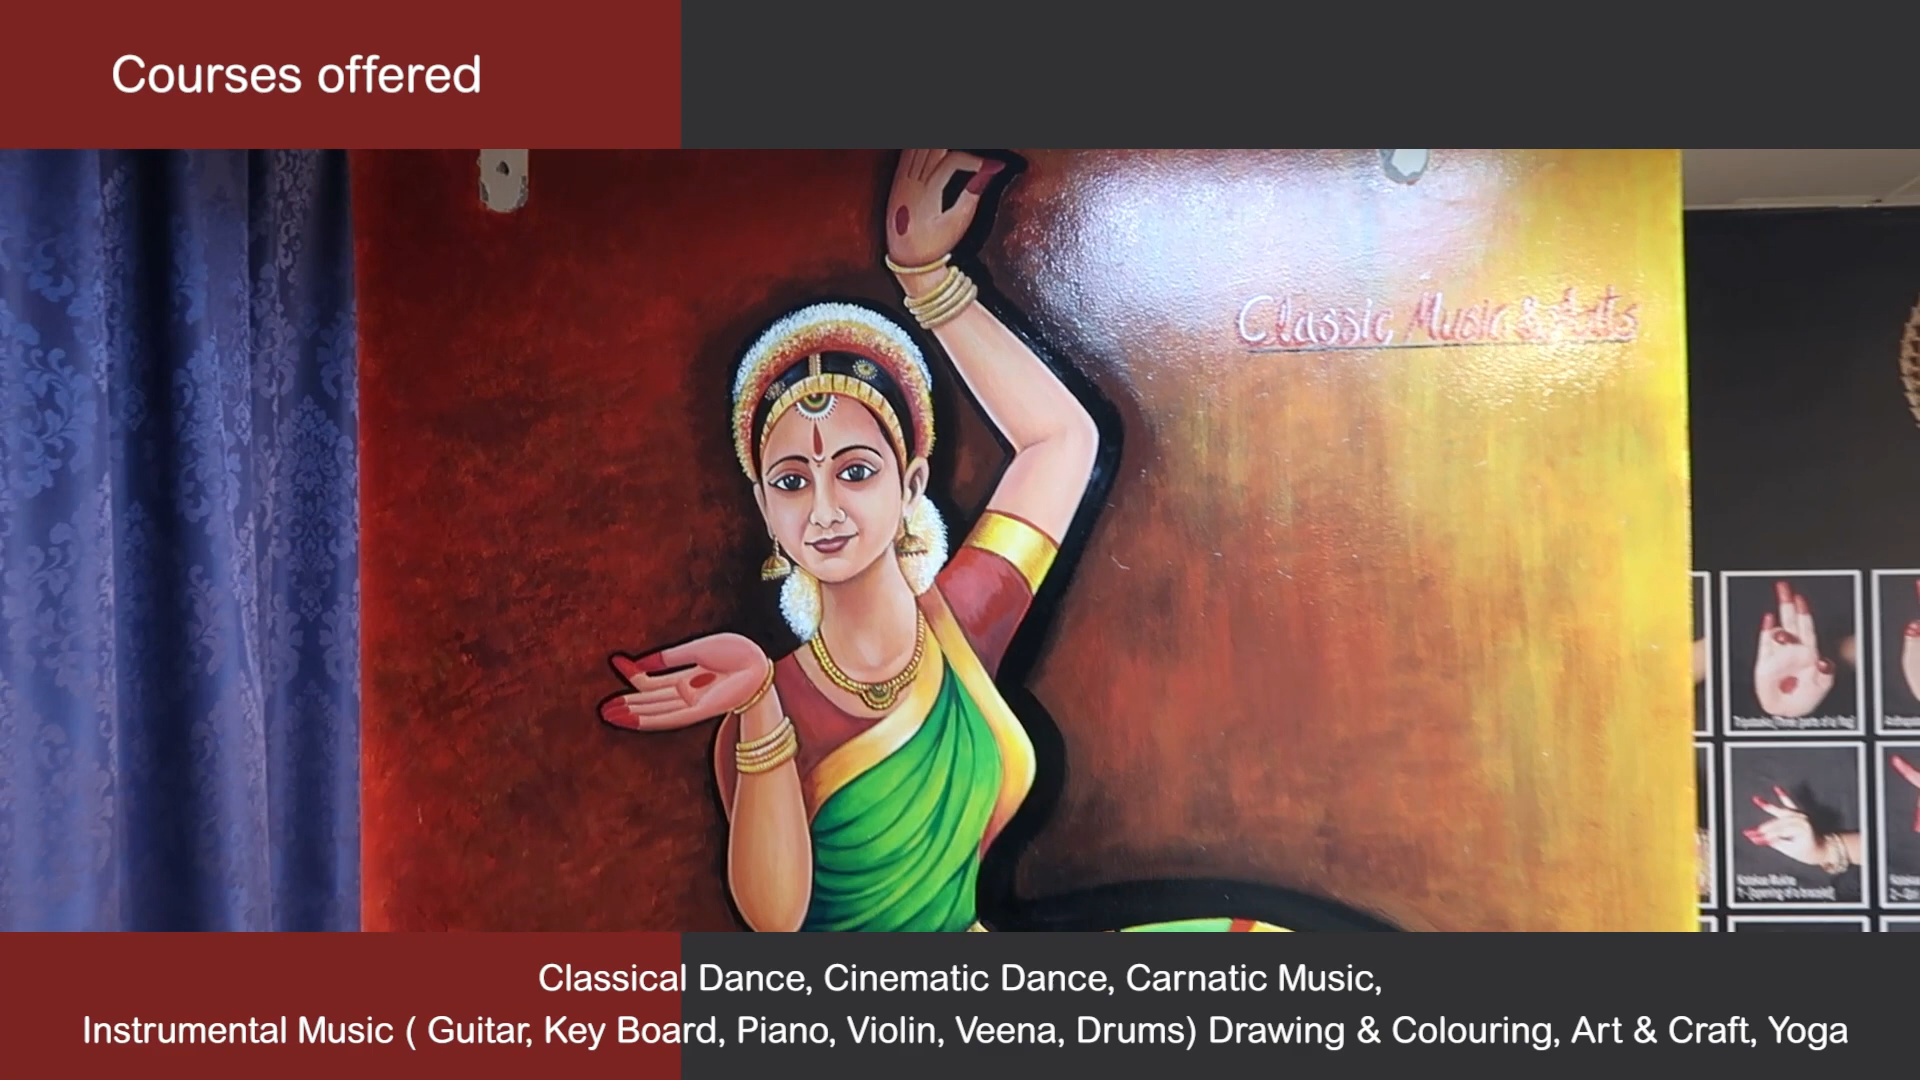 Courses offered
Classic Music & Arts
Classical Dance, Cinematic Dance, Carnatic Music,
Instrumental Music ( Guitar, Key Board, Piano, Violin, Veena, Drums) Drawing & Colouring, Art & Craft, Yoga